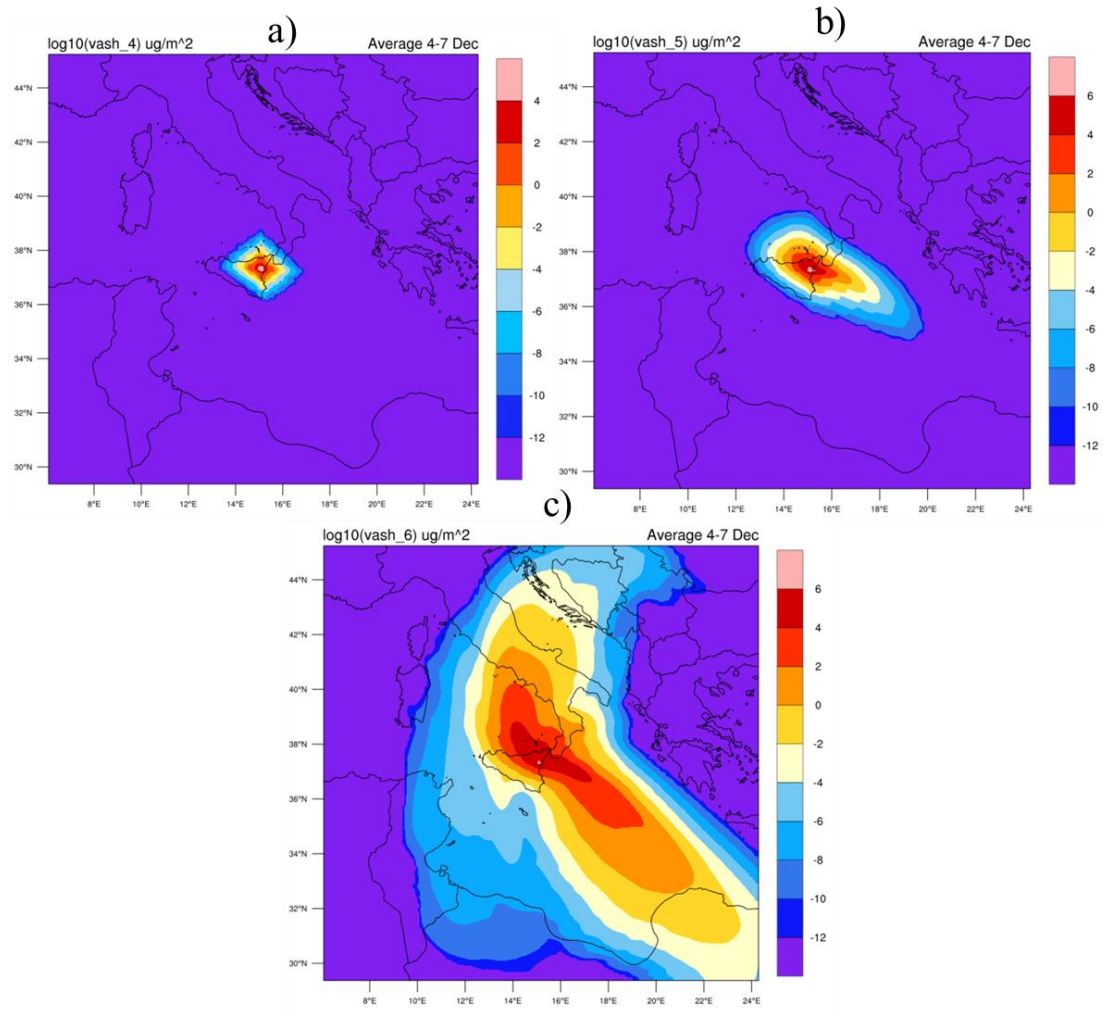 a)
log10(vash_4) ug/m^2 Average 4-7 Dec
44°N
42°N
40°N
38°N
36°N
34°N
32°N
30°N
8°E 10°E 12°E 14°E 16°E 18°E 20°E 22°E 24°E
4
2
0
-2
-4
-6
-8
-10
-12
b)
log10(vash_5) ug/m^2 Average 4-7 Dec
44°N
42°N
40°N
38°N
36°N
34°N
32°N
30°N
8°E 10°E 12°E 14°E 16°E 18°E 20°E 22°E 24°E
6
4
2
0
-2
-4
-6
-8
-10
-12
c)
log10(vash_6) ug/m^2 Average 4-7 Dec
44°N
42°N
40°N
38°N
36°N
34°N
32°N
30°N
8°E 10°E 12°E 14°E 16°E 18°E 20°E 22°E 24°E
6
4
2
0
-2
-4
-6
-8
-10
-12